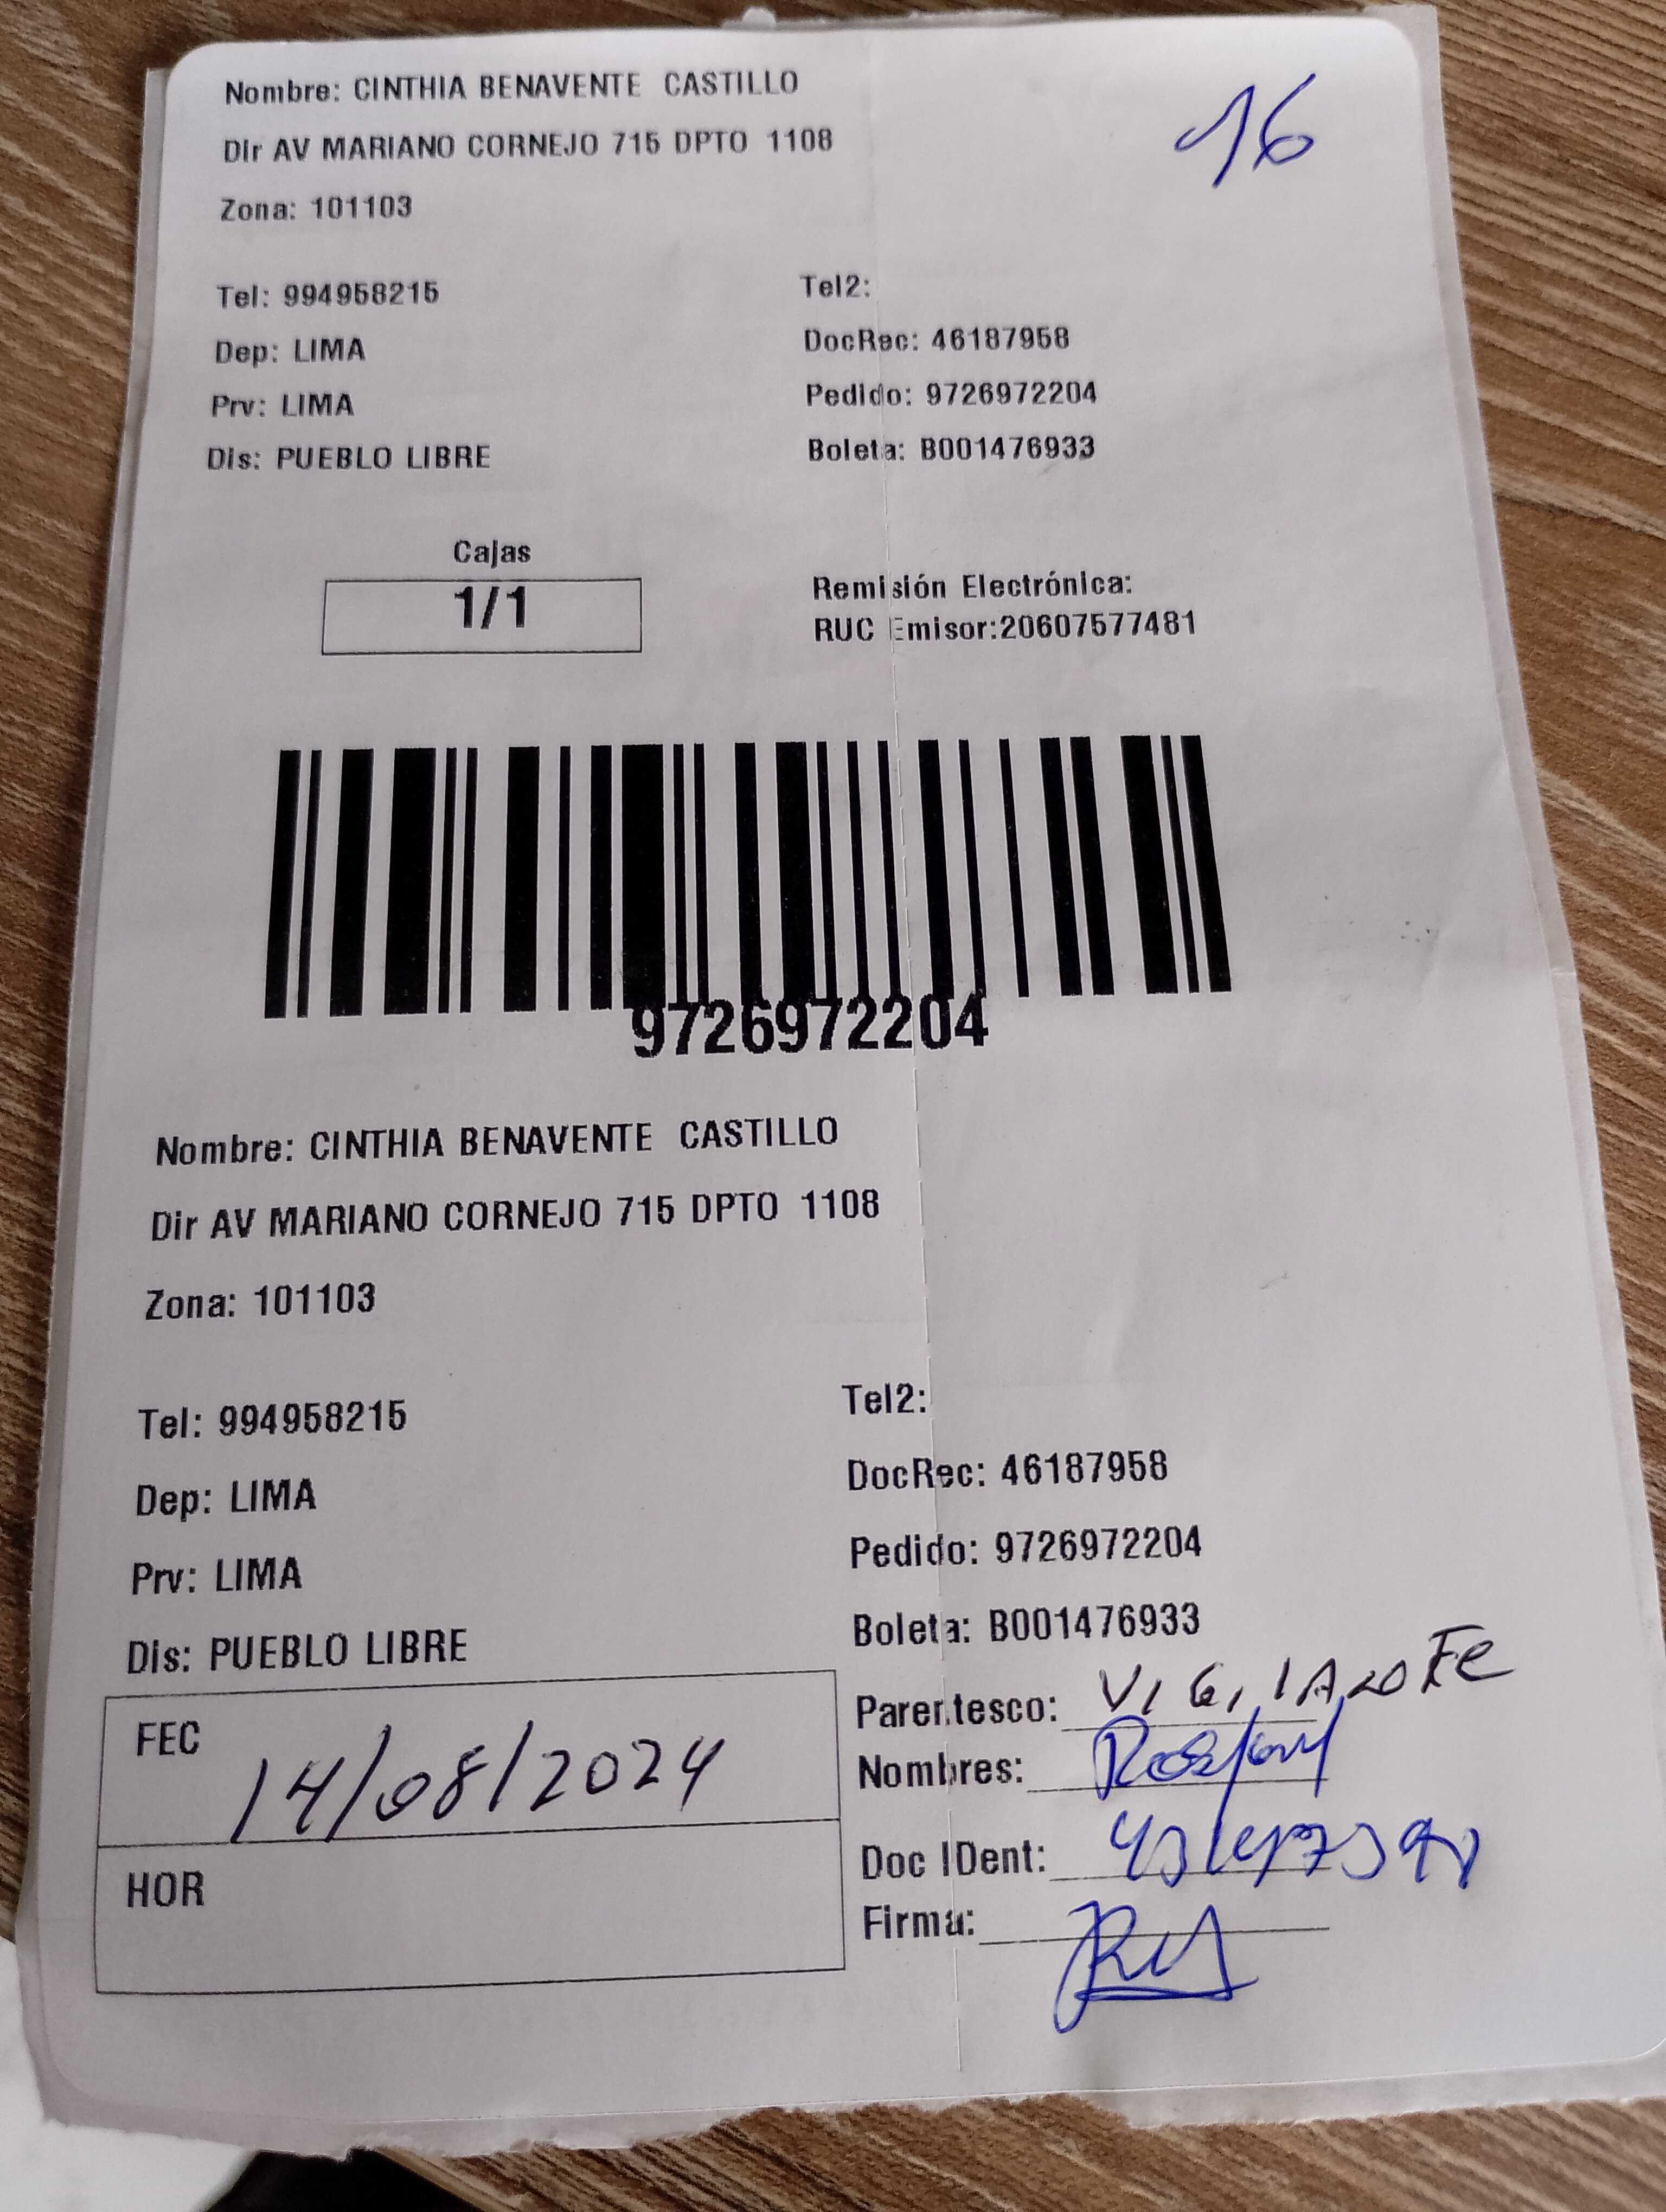 Nombre: CINTHIA BENAVENTE CASTILLO
16
Dir AV MARIANO CORNEJO 715 DPTO 1108
Zona: 101103
Tel: 994958215
Tel2:
Dep: LIMA
DocRec: 46187958
Prv: LIMA
Pedido: 9726972204
Dis: PUEBLO LIBRE
Boleta: B001476933
Cajas
1/1
Remisión Electrónica:
RUC Emisor:20607577481
9726972204
Nombre: CINTHIA BENAVENTE CASTILLO
Dir AV MARIANO CORNEJO 715 DPTO 1108
Zona: 101103
Tel: 994958215
Tel2:
Dep: LIMA
DocRec: 46187958
Prv: LIMA
Pedido: 9726972204
Dis: PUEBLO LIBRE
Boleta: B001476933
FEC 14/08/2024
HOR
Parentesco: VIGILANTE
Nombres:
Doc IDent:
Firma: